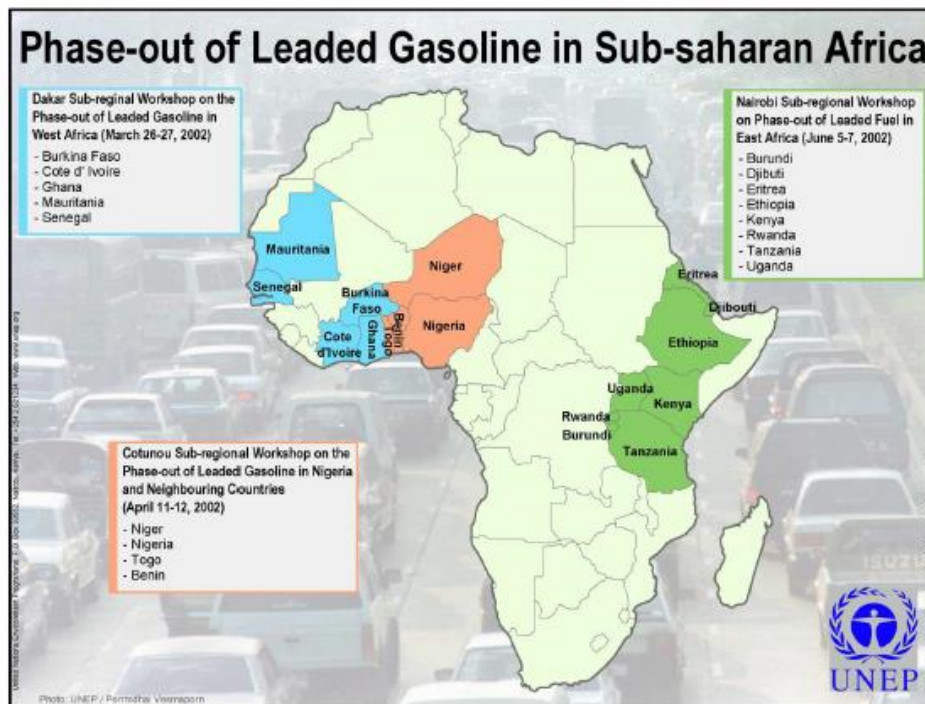 Phase-out of Leaded Gasoline in Sub-saharan Africa
Dakar Sub-reginal Workshop on the
Phase-out of Leaded Gasoline in
West Africa (March 26-27, 2002)
- Burkina Faso
- Cote d' Ivoire
- Ghana
- Mauritania
- Senegal
Nairobi Sub-regional Workshop
on Phase-out of Leaded Fuel in
East Africa (June 5-7, 2002)
- Burundi
- Djibuti
- Eritrea
- Ethiopia
- Kenya
- Rwanda
- Tanzania
- Uganda
Mauritania
Niger
Senegal
Burkina
Faso
Nigeria
Benin
Togo
Ghana
Cote
d'Ivoire
Eritrea
Djibouti
Ethiopia
Uganda
Kenya
Rwanda
Burundi
Tanzania
Cotunou Sub-regional Workshop on the
Phase-out of Leaded Gasoline in Nigeria
and Neighbouring Countries
(April 11-12, 2002)
- Niger
- Nigeria
- Togo
- Benin
ISUZU
UNEP
Photo: UNEP /